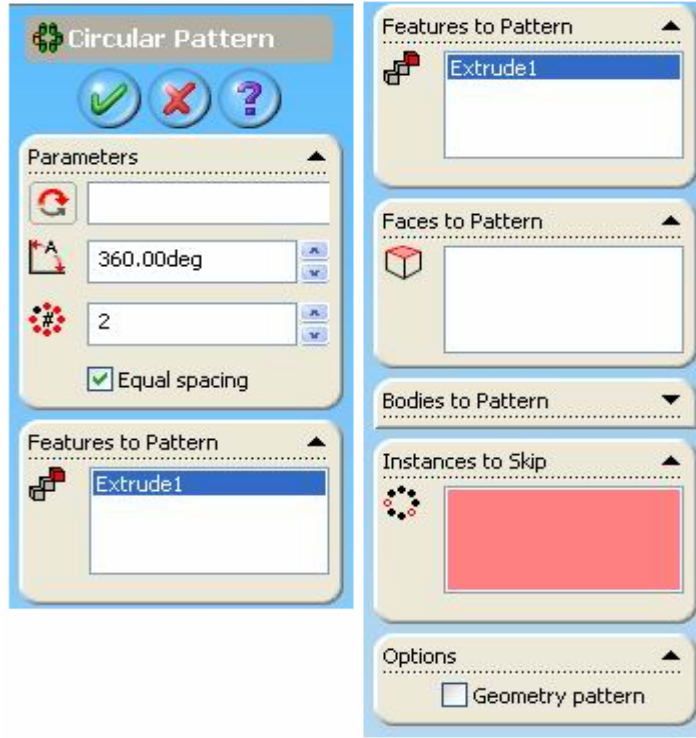 Circular Pattern
?
Parameters
A
360.00deg
#
2
Equal spacing
Features to Pattern
Extrude1
Features to Pattern
Extrude1
Faces to Pattern
Bodies to Pattern
Instances to Skip
Options
Geometry pattern